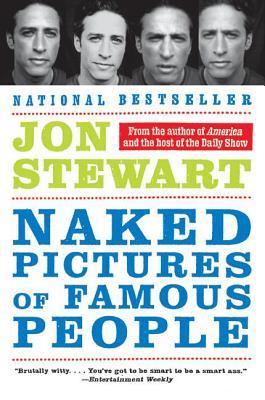 NATIONAL BESTSELLER
JON
STEWART
From the author of America
and the host of the Daily Show
NAKED
PICTURES
OF FAMOUS
PEOPLE
"Brutally witty. . . . You've got to be smart to be a smart ass."
—Entertainment Weekly